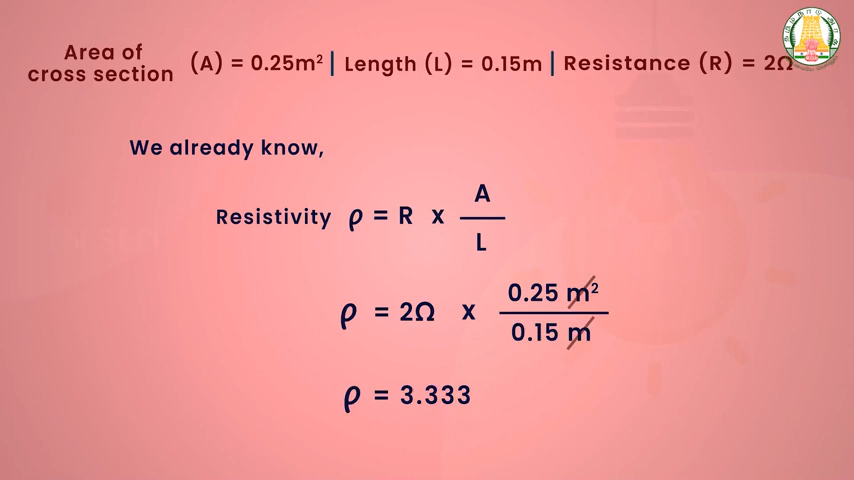 Area of
cross section (A) = 0.25m² | Length (L) = 0.15m | Resistance (R) = 2Ω
We already know,
Resistivity ρ = R x A
L
ρ = 2Ω x 0.25 m²
0.15 m
ρ = 3.333